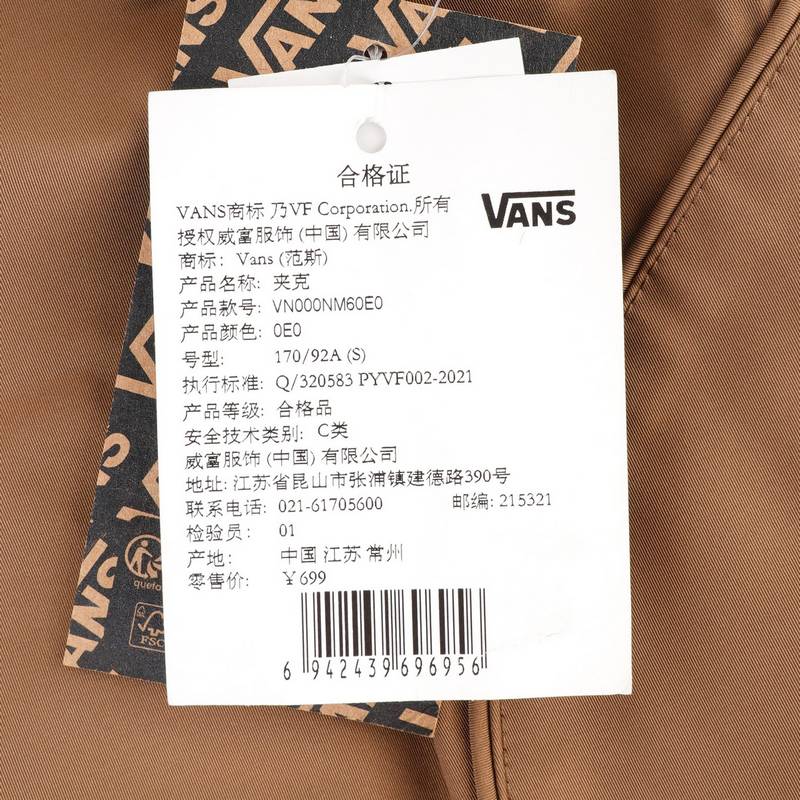 VANS
合格证
VANS
VANS商标 乃VF Corporation.所有
授权威富服饰 (中国) 有限公司
商标: Vans (范斯)
产品名称: 夹克
产品款号: VN000NM60E0
产品颜色: 0E0
号型: 170/92A (S)
执行标准: Q/320583 PYVF002-2021
产品等级: 合格品
安全技术类别: C类
威富服饰 (中国) 有限公司
地址: 江苏省昆山市张浦镇建德路390号
联系电话: 021-61705600 邮编: 215321
检验员: 01
产地: 中国 江苏 常州
零售价: ¥699
6 942439 696956
VANS
FSC